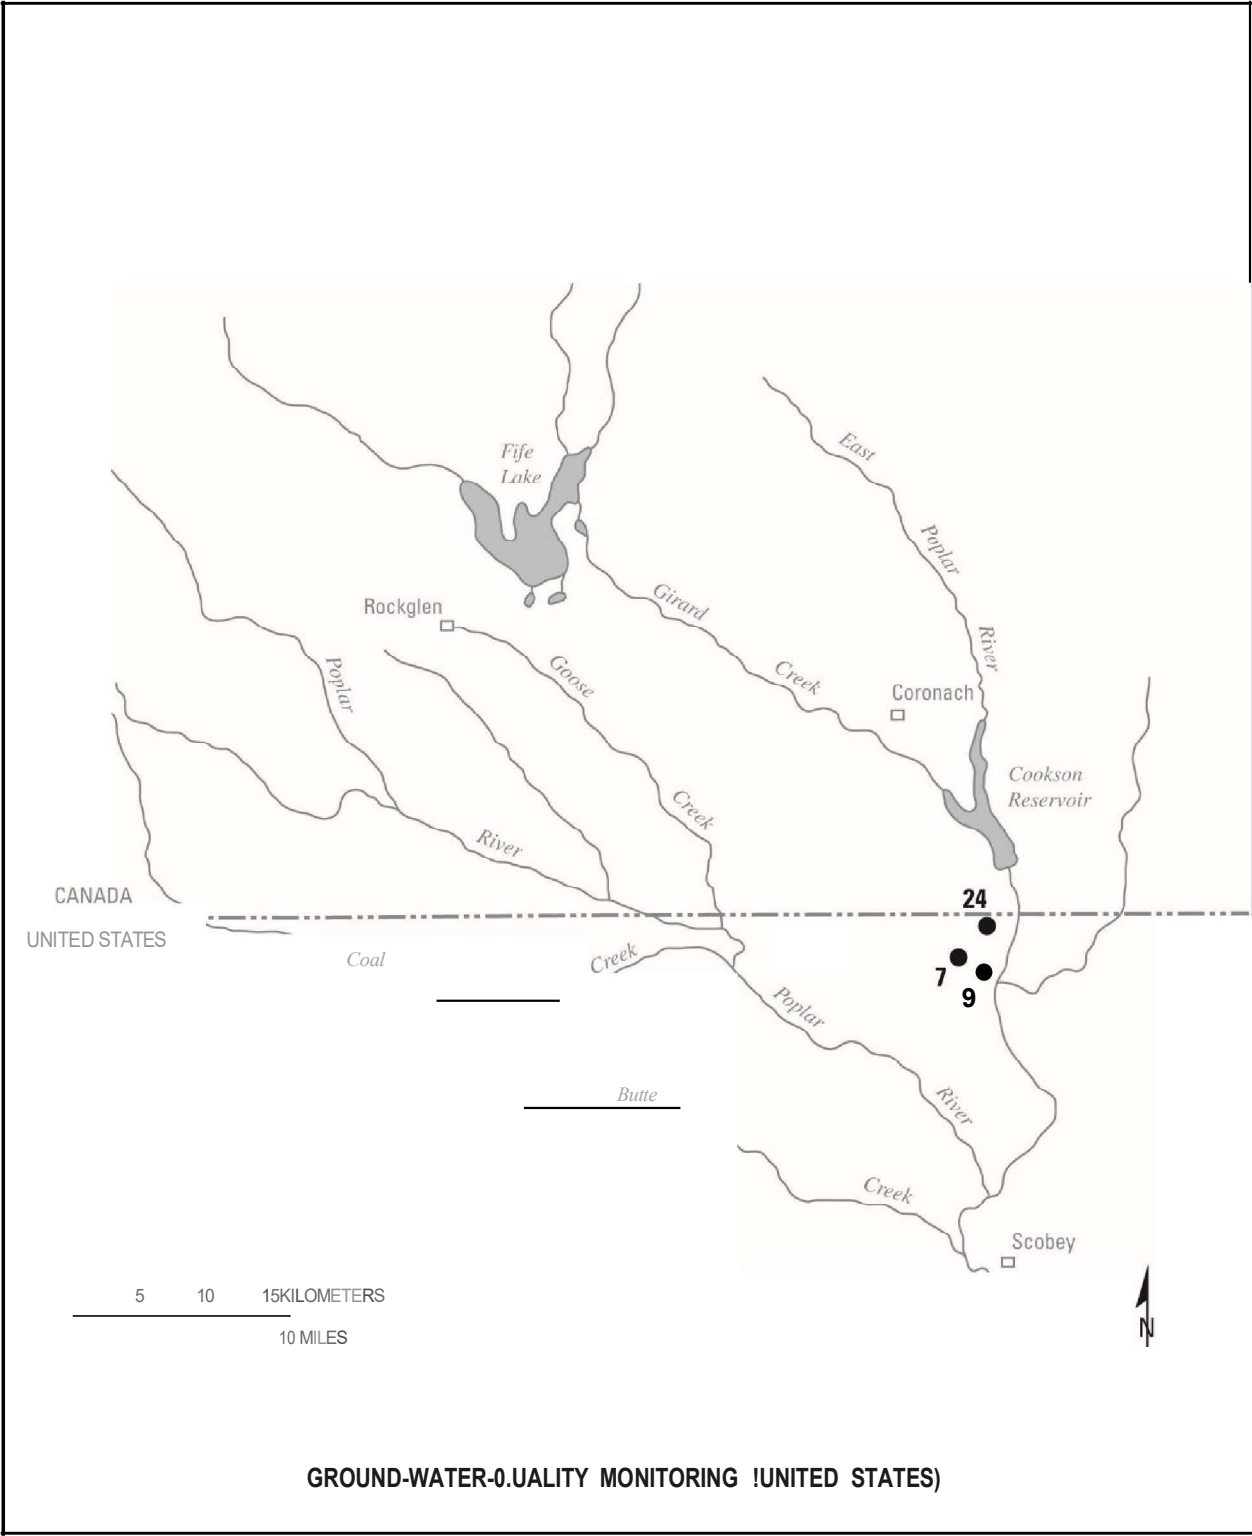 Fife
Lake
East
Poplar
River
Rockglen
Girard
Creek
Goose
Creek
Poplar
River
Coronach
Cookson
Reservoir
CANADA
UNITED STATES
24
7
9
Coal
Creek
Poplar
River
Butte
Creek
Scobey
5 10 15KILOMETERS
10 MILES
N
GROUND-WATER-0.UALITY MONITORING !UNITED STATES)